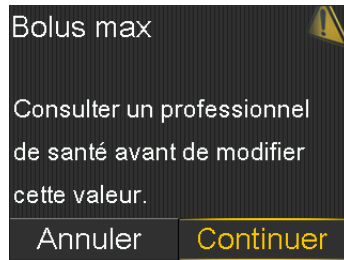 Bolus max
Consulter un professionnel
de santé avant de modifier
cette valeur.
Annuler Continuer